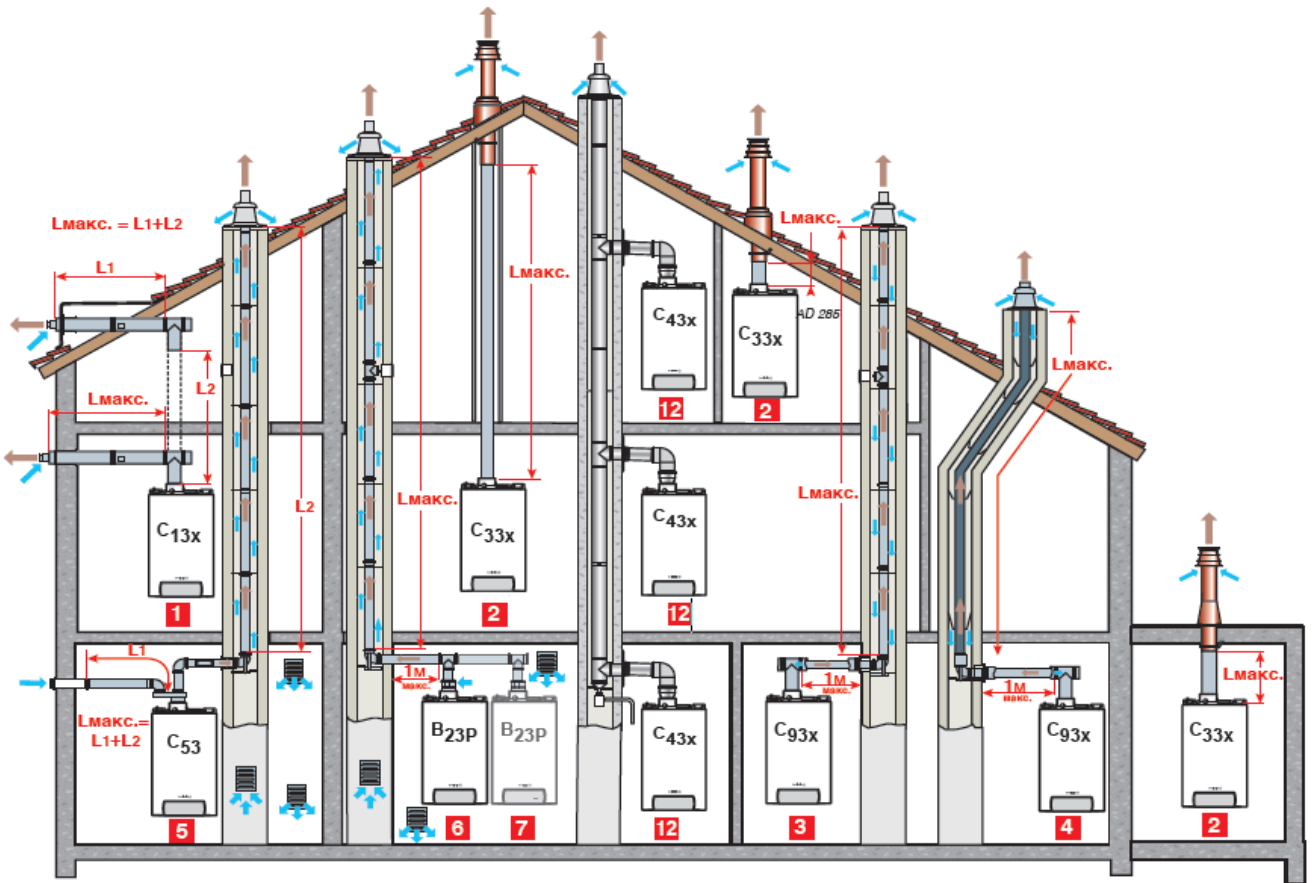 Lмакс. = L1+L2
L1
L2
Lмакс.
C13x
1
L2
L1
Lмакс.=
L1+L2
C53
5
Lмакс.
1м
макс.
B23P
6
B23P
7
Lмакс.
C33x
2
C43x
12
C43x
12
C43x
12
Lмакс.
AD 285
C33x
2
Lмакс.
1м
макс.
C93x
3
Lмакс.
1м
макс.
C93x
4
Lмакс.
C33x
2